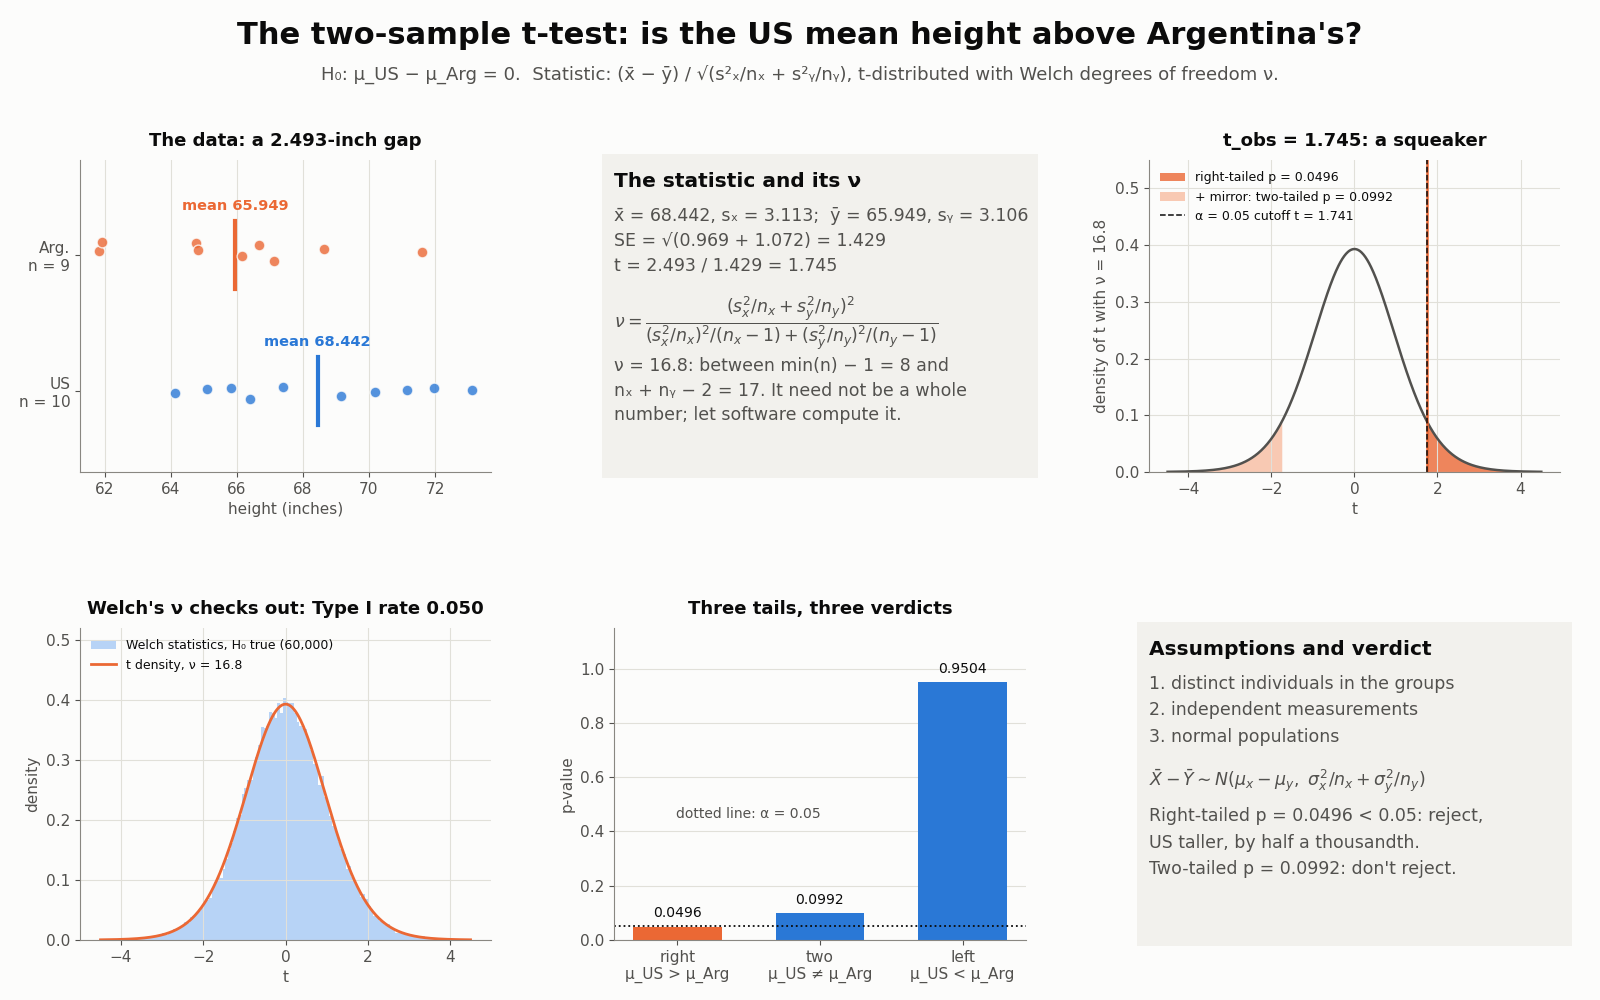 The two-sample t-test: is the US mean height above Argentina's?
H₀: μ_US − μ_Arg = 0.  Statistic: (x̄ − ȳ) / √(s²ₓ/nₓ + s²ᵧ/nᵧ), t-distributed with Welch degrees of freedom ν.
The data: a 2.493-inch gap
mean 65.949
Arg.
n = 9
mean 68.442
US
n = 10
62 64 66 68 70 72
height (inches)
The statistic and its ν
x̄ = 68.442, sₓ = 3.113;  ȳ = 65.949, sᵧ = 3.106
SE = √(0.969 + 1.072) = 1.429
t = 2.493 / 1.429 = 1.745
ν = (s²ₓ/nₓ + s²ᵧ/nᵧ)² / ((s²ₓ/nₓ)²/(nₓ − 1) + (s²ᵧ/nᵧ)²/(nᵧ − 1))
ν = 16.8: between min(n) − 1 = 8 and
nₓ + nᵧ − 2 = 17. It need not be a whole
number; let software compute it.
t_obs = 1.745: a squeaker
right-tailed p = 0.0496
+ mirror: two-tailed p = 0.0992
α = 0.05 cutoff t = 1.741
density of t with ν = 16.8
0.5
0.4
0.3
0.2
0.1
0.0
−4 −2 0 2 4
t
Welch's ν checks out: Type I rate 0.050
Welch statistics, H₀ true (60,000)
t density, ν = 16.8
density
0.5
0.4
0.3
0.2
0.1
0.0
−4 −2 0 2 4
t
Three tails, three verdicts
p-value
1.0
0.8
0.6
0.4
0.2
0.0
0.9504
dotted line: α = 0.05
0.0992
0.0496
right two left
μ_US > μ_Arg μ_US ≠ μ_Arg μ_US < μ_Arg
Assumptions and verdict
1. distinct individuals in the groups
2. independent measurements
3. normal populations
X̄ − Ȳ ~ N(μₓ − μᵧ, σ²ₓ/nₓ + σ²ᵧ/nᵧ)
Right-tailed p = 0.0496 < 0.05: reject,
US taller, by half a thousandth.
Two-tailed p = 0.0992: don't reject.